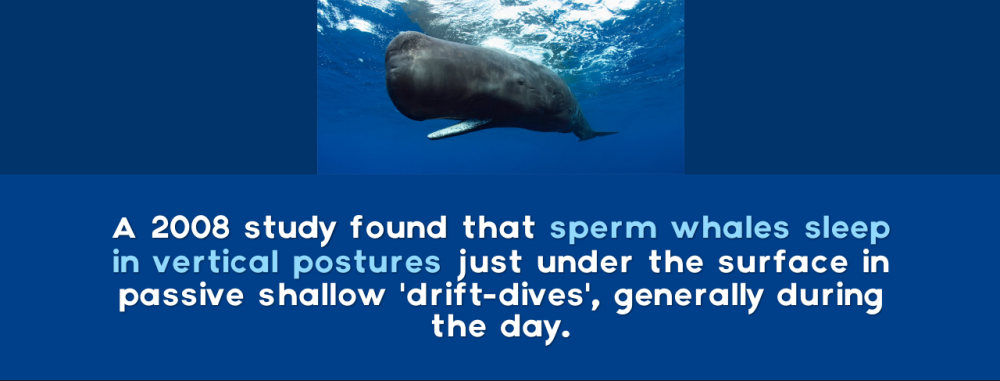 A 2008 study found that sperm whales sleep
in vertical postures just under the surface in
passive shallow 'drift-dives', generally during
the day.